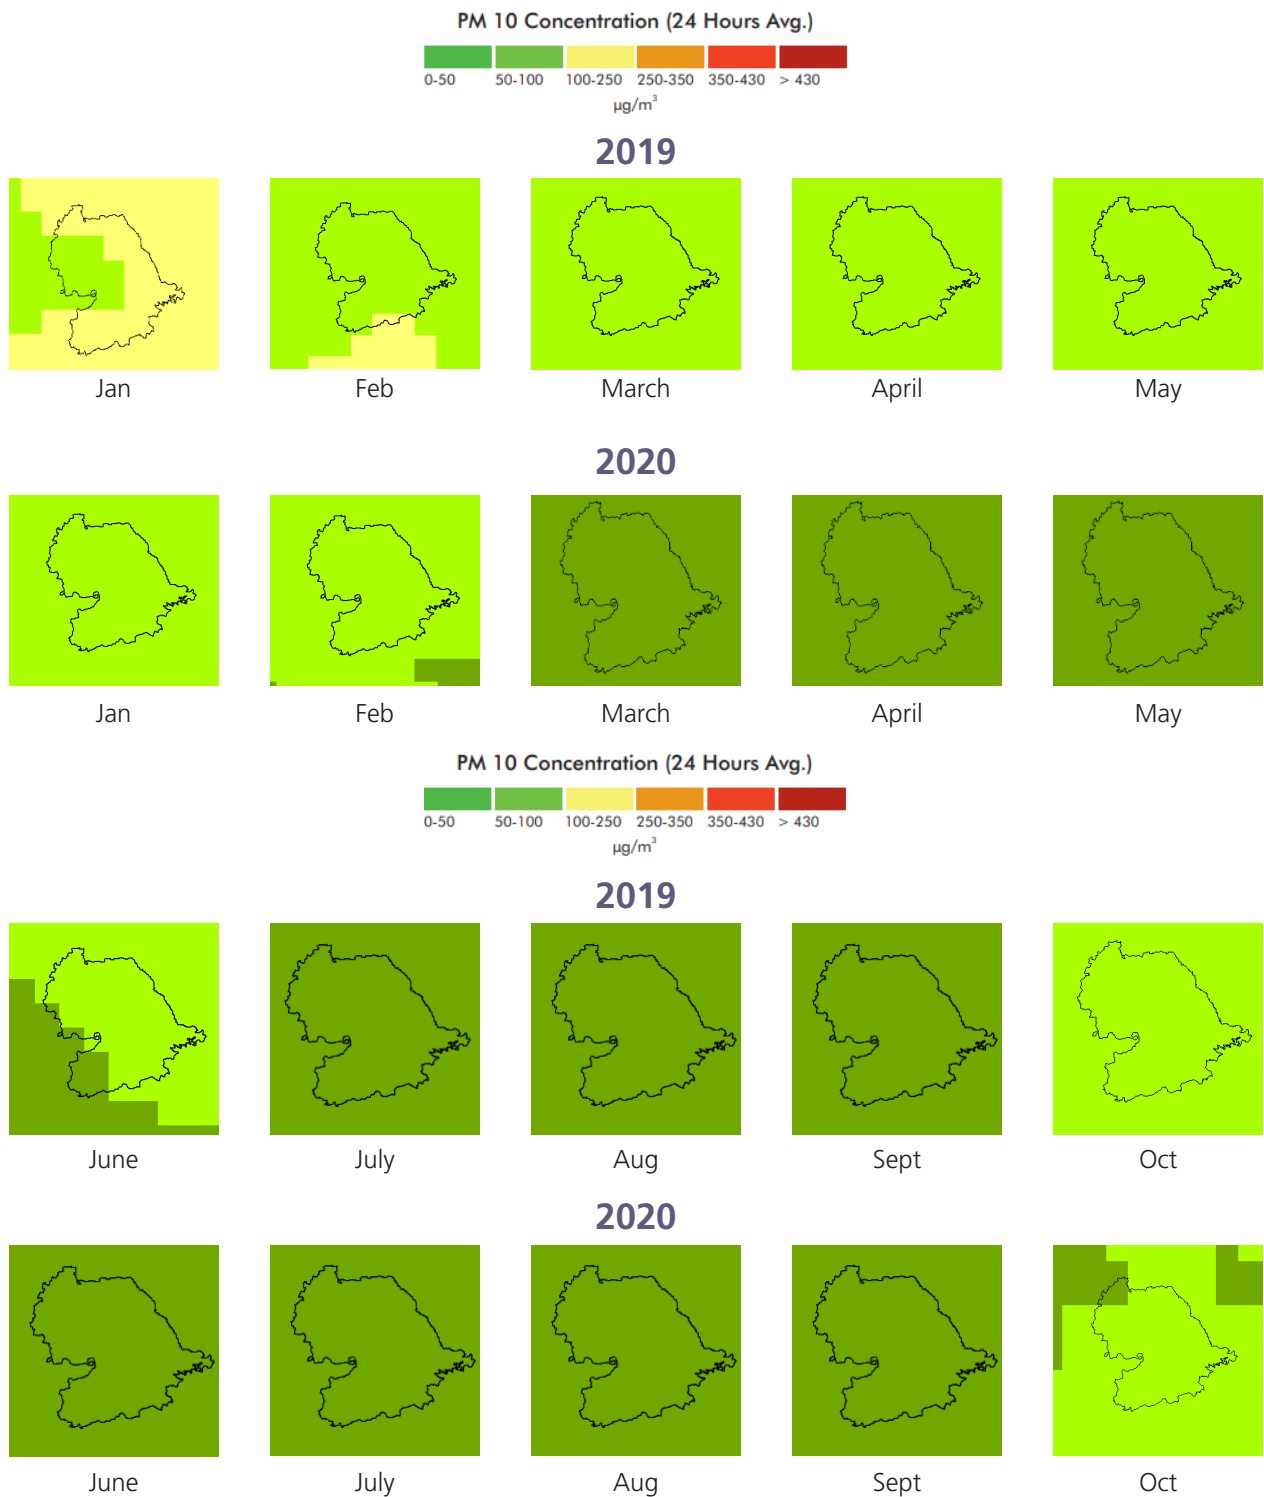 PM 10 Concentration (24 Hours Avg.)
0-50 50-100 100-250 250-350 350-430 > 430
µg/m³
2019
Jan Feb March April May
2020
Jan Feb March April May
PM 10 Concentration (24 Hours Avg.)
0-50 50-100 100-250 250-350 350-430 > 430
µg/m³
2019
June July Aug Sept Oct
2020
June July Aug Sept Oct